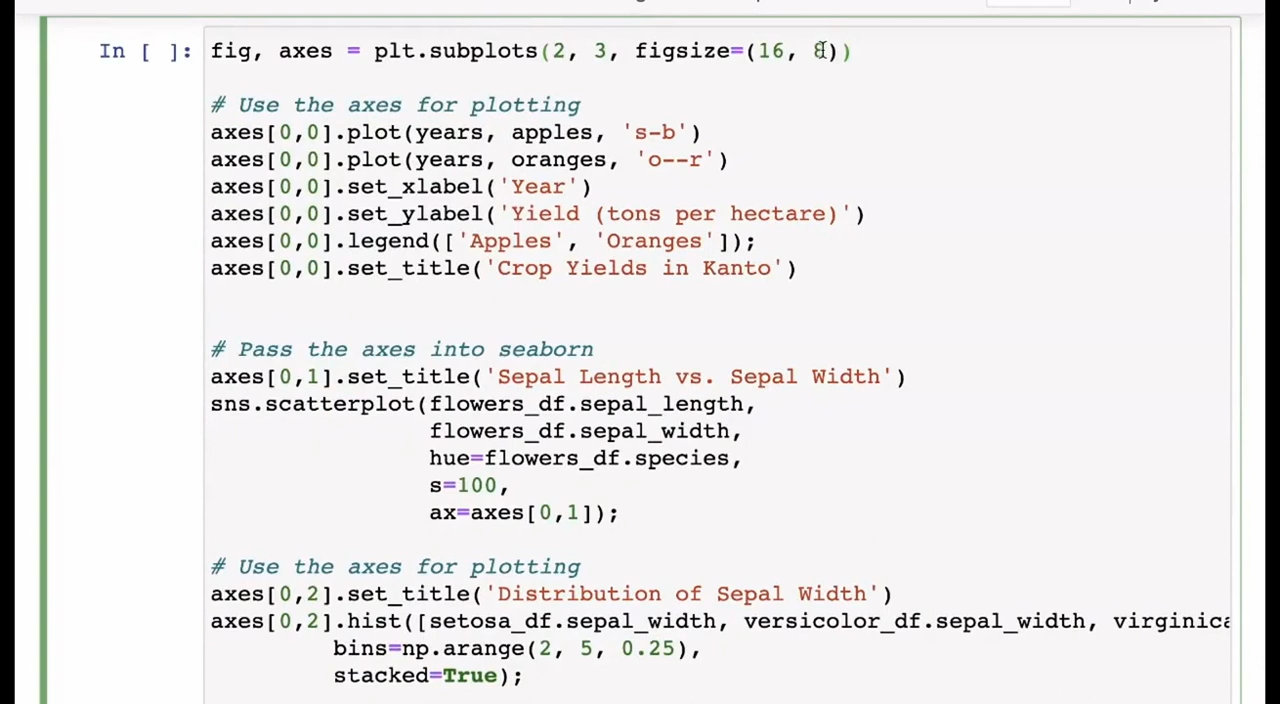 In [ ]: fig, axes = plt.subplots(2, 3, figsize=(16, 8))
# Use the axes for plotting
axes[0,0].plot(years, apples, 's-b')
axes[0,0].plot(years, oranges, 'o--r')
axes[0,0].set_xlabel('Year')
axes[0,0].set_ylabel('Yield (tons per hectare)')
axes[0,0].legend(['Apples', 'Oranges']);
axes[0,0].set_title('Crop Yields in Kanto')
# Pass the axes into seaborn
axes[0,1].set_title('Sepal Length vs. Sepal Width')
sns.scatterplot(flowers_df.sepal_length,
flowers_df.sepal_width,
hue=flowers_df.species,
s=100,
ax=axes[0,1]);
# Use the axes for plotting
axes[0,2].set_title('Distribution of Sepal Width')
axes[0,2].hist([setosa_df.sepal_width, versicolor_df.sepal_width, virginica
bins=np.arange(2, 5, 0.25),
stacked=True);